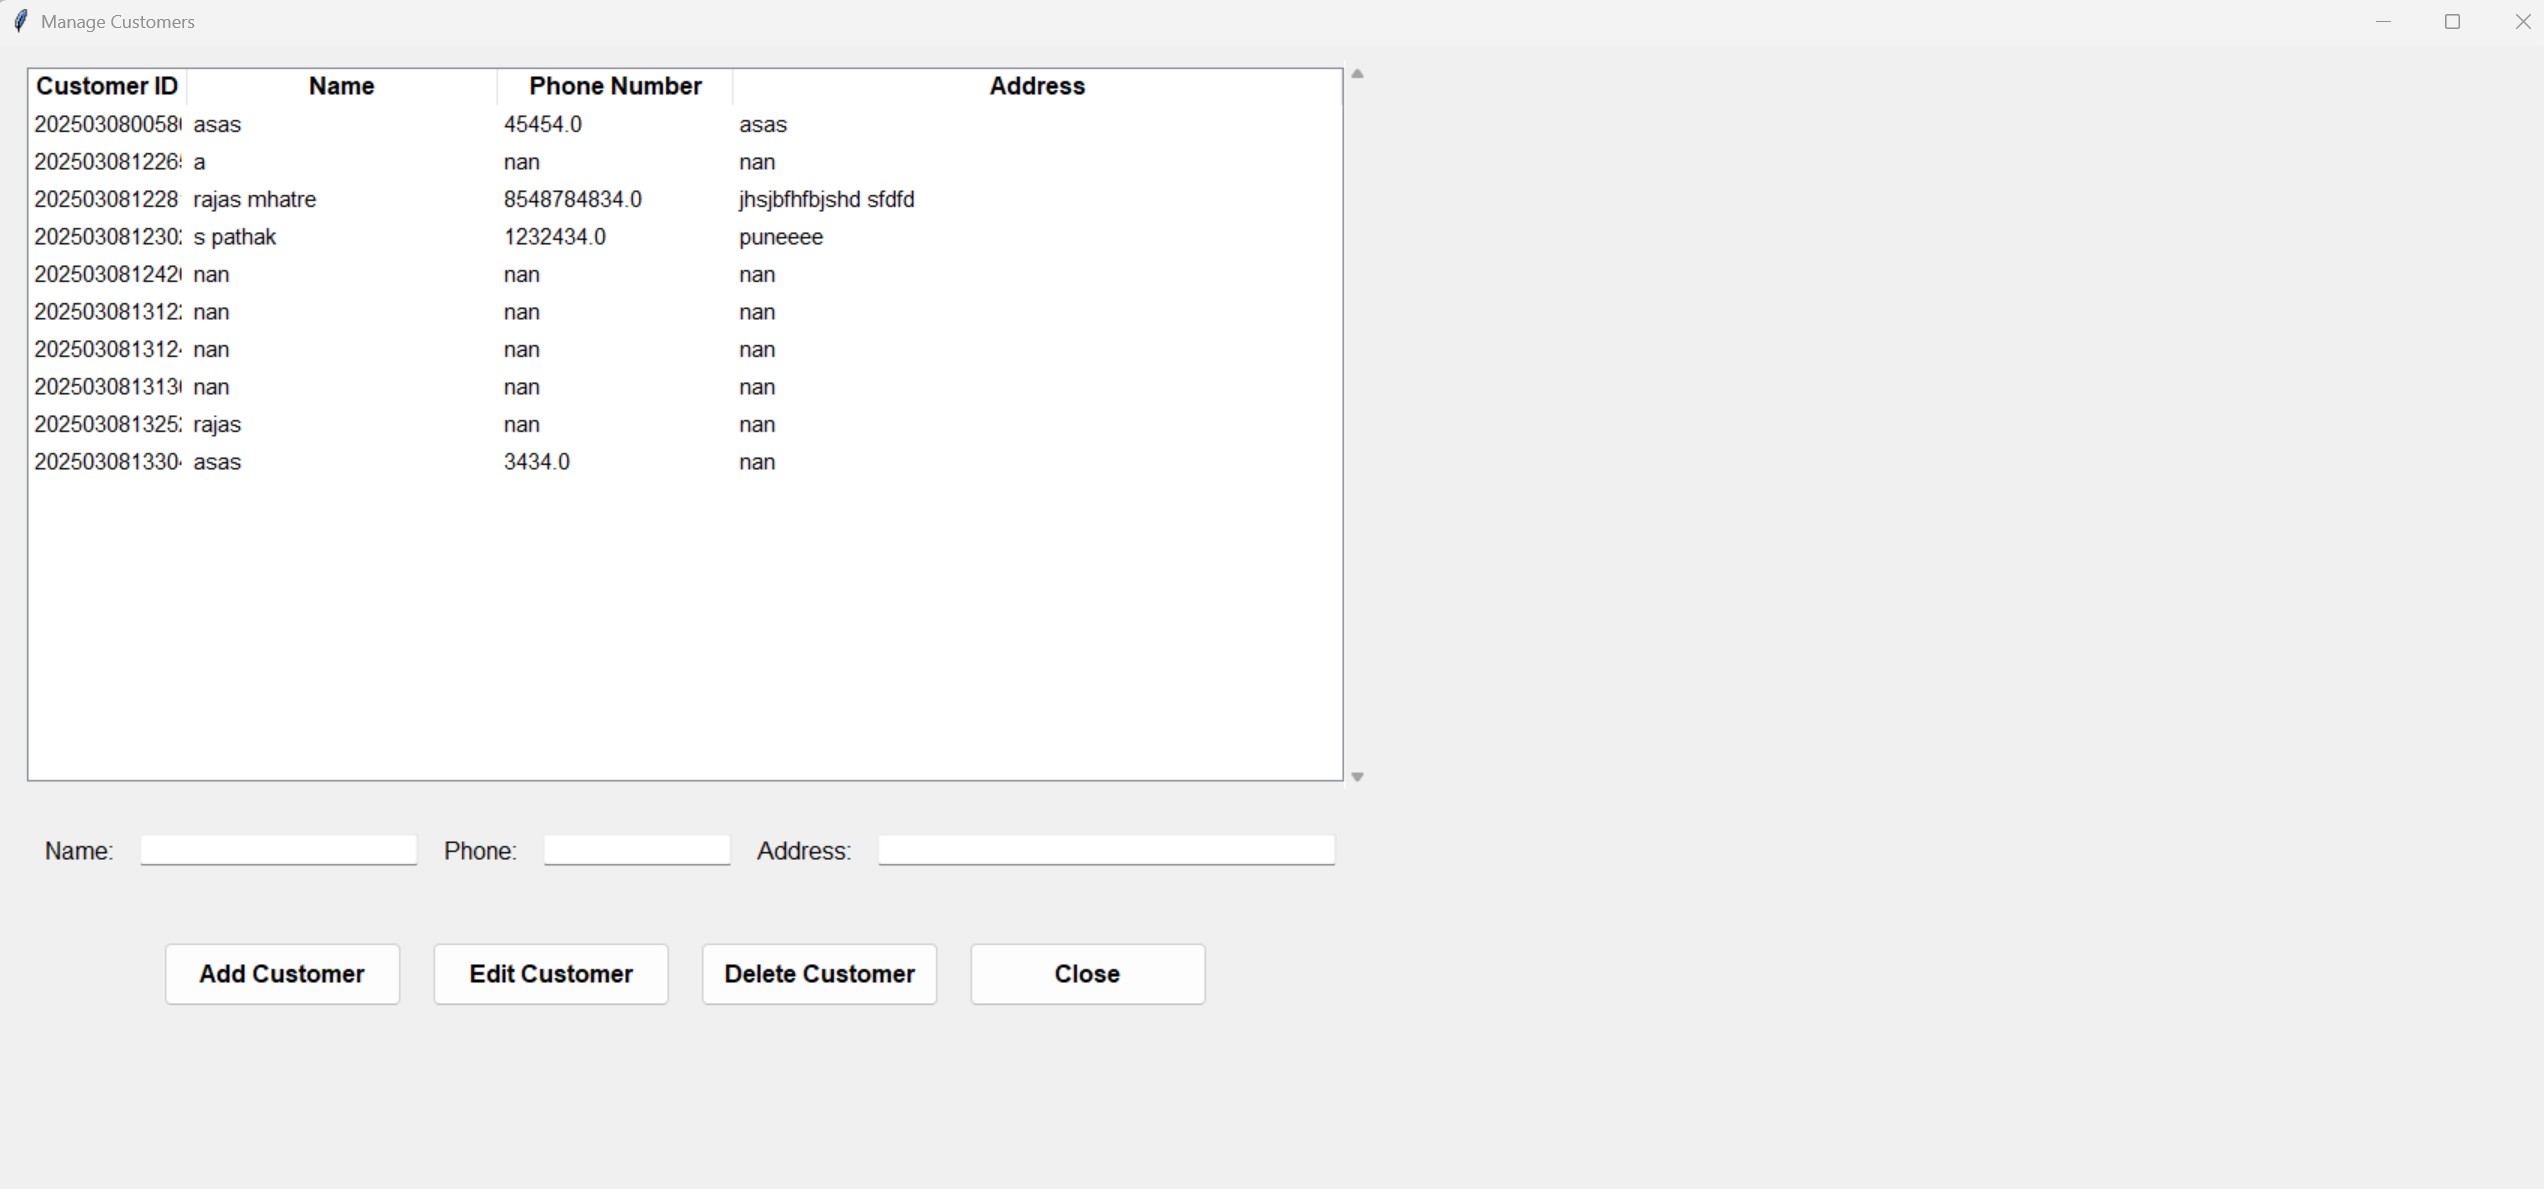 Manage Customers
Customer ID Name Phone Number Address
2025030800580 asas 45454.0 asas
202503081226 a nan nan
202503081228 rajas mhatre 8548784834.0 jhsjbfhfbjshd sfdfd
202503081230 s pathak 1232434.0 puneeee
202503081242 nan nan nan
202503081312 nan nan nan
202503081312 nan nan nan
202503081313 nan nan nan
202503081325 rajas nan nan
202503081330 asas 3434.0 nan
Name: Phone: Address:
Add Customer Edit Customer Delete Customer Close